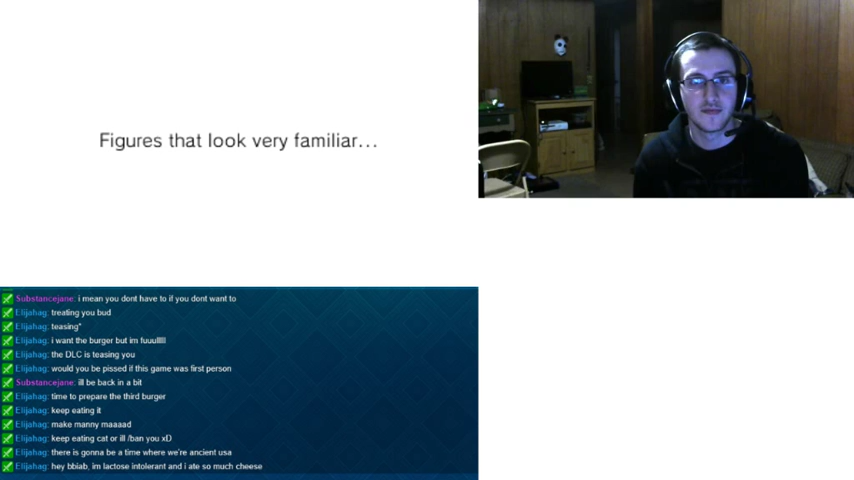 Figures that look very familiar...
Substancejane: i mean you dont have to if you dont want to
Elijahag: treating you bud
Elijahag: teasing*
Elijahag: i want the burger but im fuuulllll
Elijahag: the DLC is teasing you
Elijahag: would you be pissed if this game was first person
Substancejane: ill be back in a bit
Elijahag: time to prepare the third burger
Elijahag: keep eating it
Elijahag: make manny maaaad
Elijahag: keep eating cat or ill /ban you xD
Elijahag: there is gonna be a time where we're ancient usa
Elijahag: hey bbiab, im lactose intolerant and i ate so much cheese